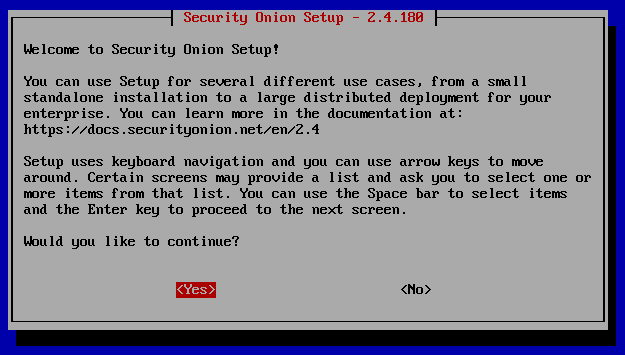 Security Onion Setup - 2.4.180
Welcome to Security Onion Setup!
You can use Setup for several different use cases, from a small
standalone installation to a large distributed deployment for your
enterprise. You can learn more in the documentation at:
https://docs.securityonion.net/en/2.4
Setup uses keyboard navigation and you can use arrow keys to move
around. Certain screens may provide a list and ask you to select one or
more items from that list. You can use the Space bar to select items
and the Enter key to proceed to the next screen.
Would you like to continue?
<Yes> <No>